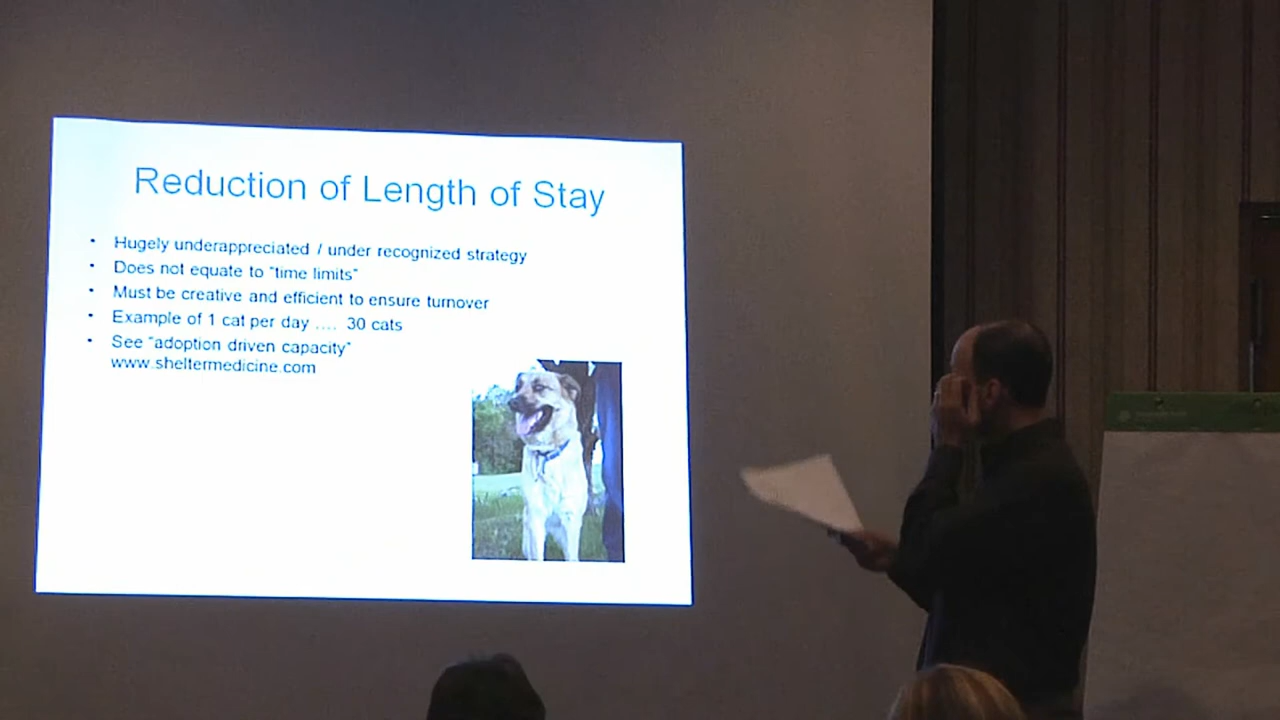 Reduction of Length of Stay
• Hugely underappreciated / under recognized strategy
• Does not equate to "time limits"
• Must be creative and efficient to ensure turnover
• Example of 1 cat per day .... 30 cats
• See "adoption driven capacity"
www.sheltermedicine.com